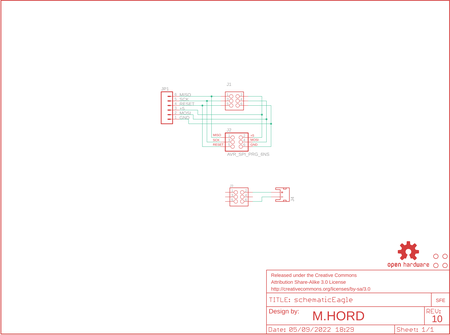 JP1
MISO
SCK
RESET
MOSI
GND
J1
J2
MISO
SCK
RESET
MOSI
GND
AVR_SPI_PRG_6NS
open hardware
Released under the Creative Commons
Attribution Share-Alike 3.0 License
http://creativecommons.org/licenses/by-sa/3.0
TITLE: schematicEagle
SFE
Design by: M.HORD
REV:
10
Date: 05/09/2022 18:29
Sheet: 1/1